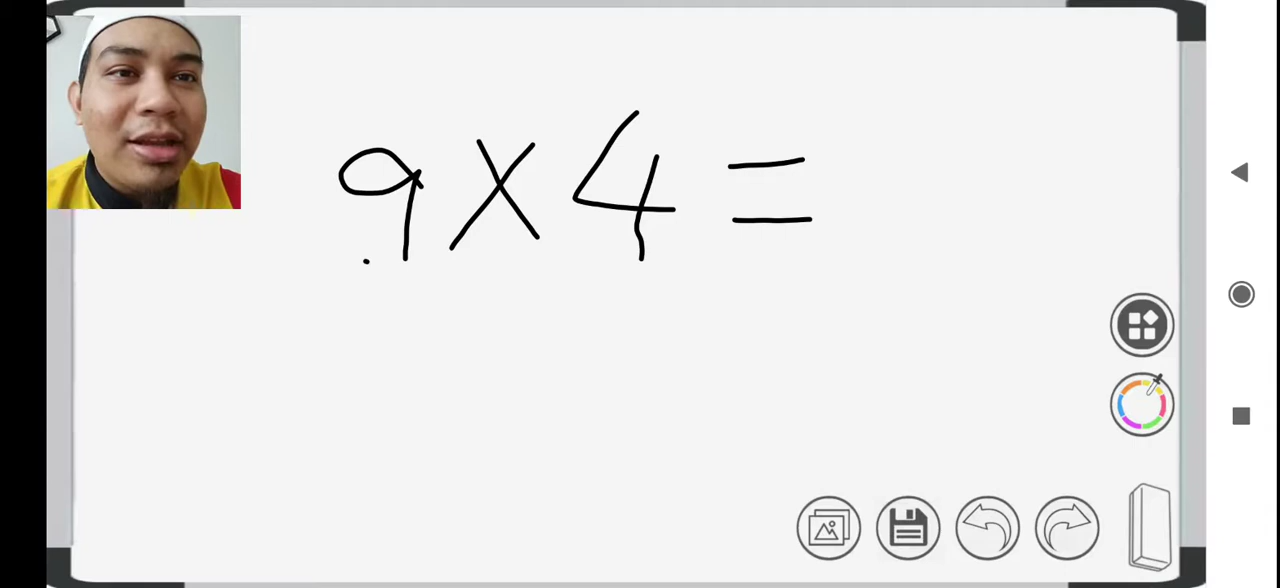 9 × 4 =